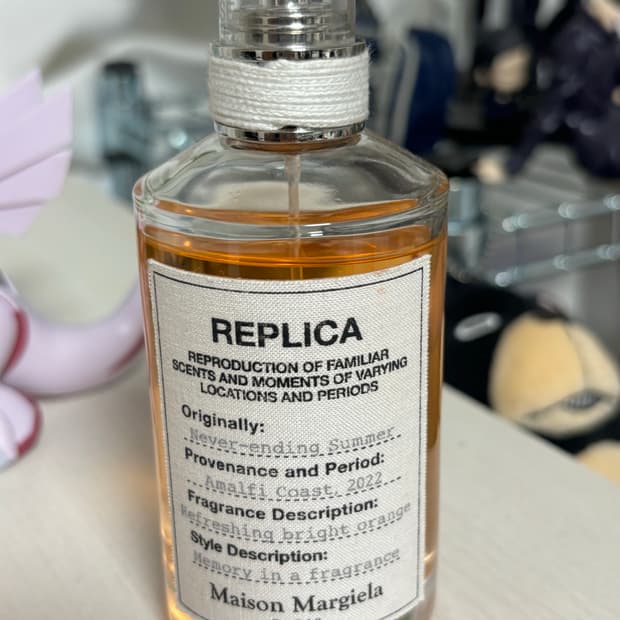 REPLICA
REPRODUCTION OF FAMILIAR
SCENTS AND MOMENTS OF VARYING
LOCATIONS AND PERIODS
Originally:
Never-ending Summer
Provenance and Period:
Amalfi Coast, 2022
Fragrance Description:
Refreshing bright orange
Style Description:
Memory in a fragrance
Maison Margiela